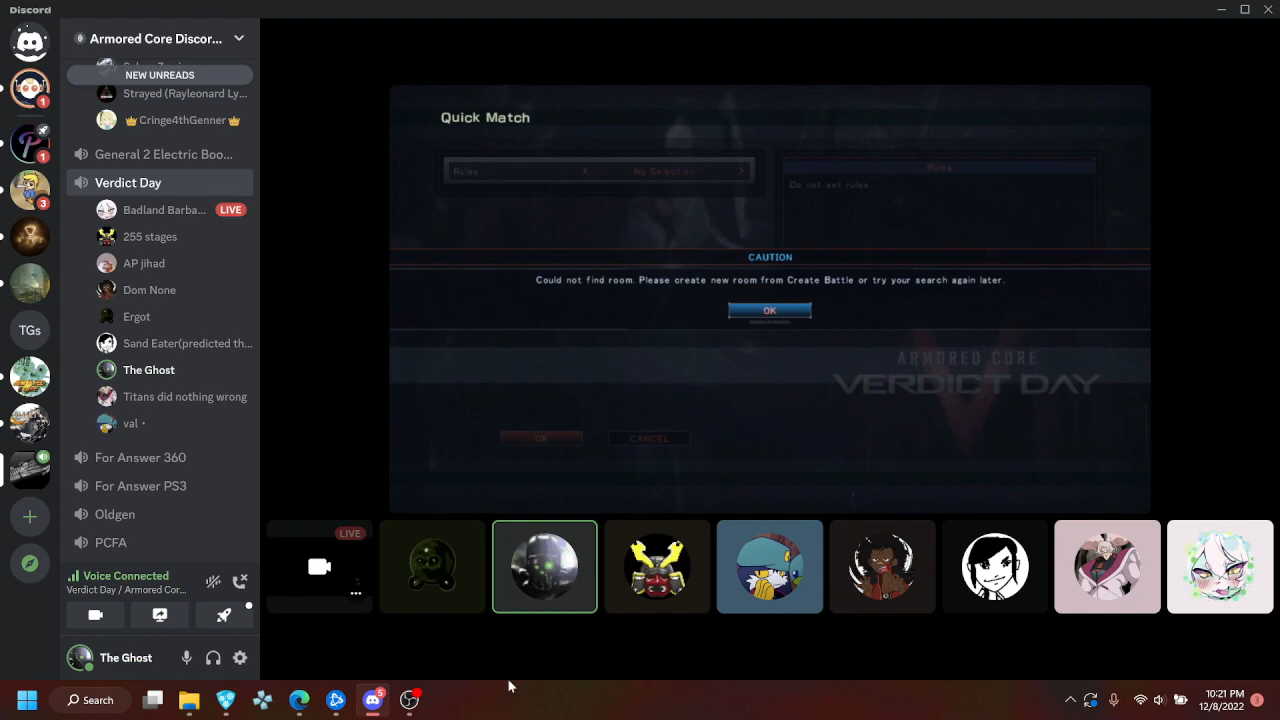 Discord
Armored Core Discor...
NEW UNREADS
Strayed (Rayleonard Ly...
Cringe4thGenner
General 2 Electric Boo...
Verdict Day
Badland Barba...
LIVE
255 stages
AP jihad
Dom None
Ergot
Sand Eater(predicted th...
The Ghost
Titans did nothing wrong
val
For Answer 360
For Answer PS3
Oldgen
PCFA
Voice Connected
Verdict Day / Armored Cor...
The Ghost
1
1
3
TGs
Quick Match
Rules
No Selection
Rules
Do not set rules.
CAUTION
Could not find room. Please create new room from Create Battle or try your search again later.
OK
ARMORED CORE
VERDICT DAY
OK
CANCEL
LIVE
Search
5
10:21 PM
12/8/2022
3